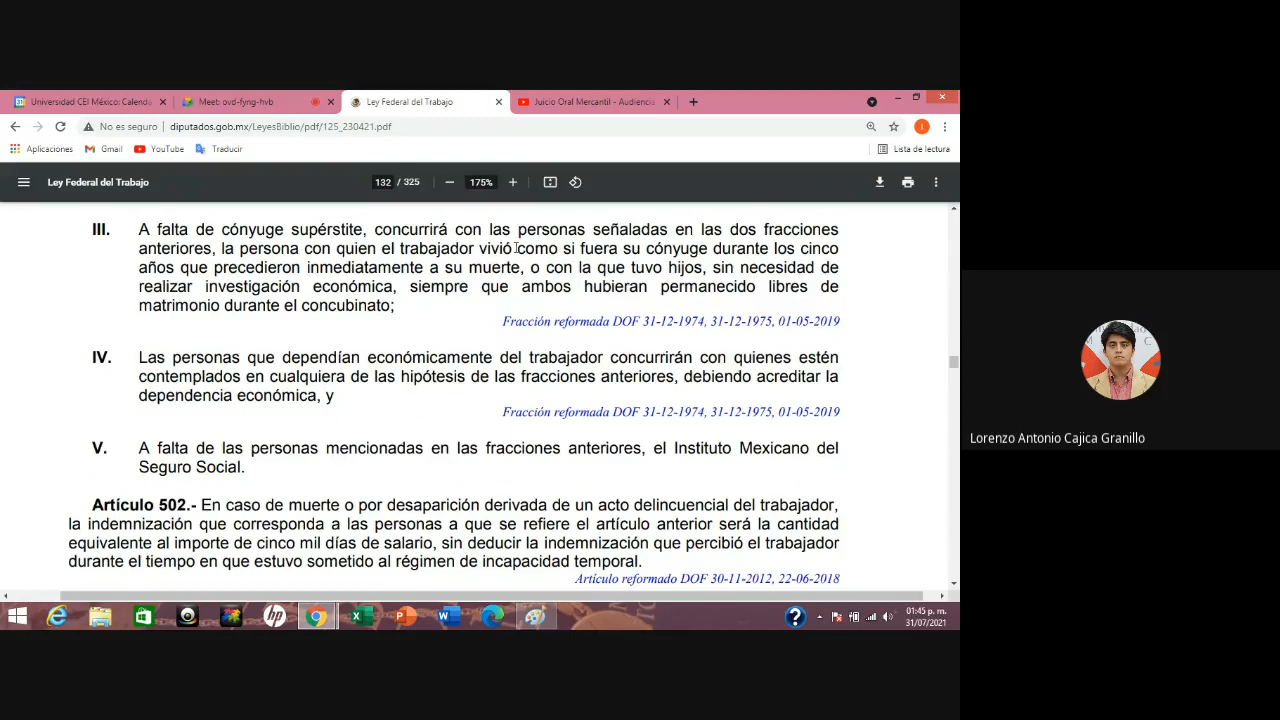 Universidad CEI México: Calenda
Meet: ovd-fyng-hvb
Ley Federal del Trabajo
Juicio Oral Mercantil - Audiencia
No es seguro | deputados.gob.mx/LeyesBiblio/pdf/125_230421.pdf
Aplicaciones Gmail YouTube Traducir Lista de lectura
Ley Federal del Trabajo 132 / 325 175%
III. A falta de cónyuge supérstite, concurrirá con las personas señaladas en las dos fracciones
anteriores, la persona con quien el trabajador vivió como si fuera su cónyuge durante los cinco
años que precedieron inmediatamente a su muerte, o con la que tuvo hijos, sin necesidad de
realizar investigación económica, siempre que ambos hubieran permanecido libres de
matrimonio durante el concubinato;
Fracción reformada DOF 31-12-1974, 31-12-1975, 01-05-2019
IV. Las personas que dependían económicamente del trabajador concurrirán con quienes estén
contemplados en cualquiera de las hipótesis de las fracciones anteriores, debiendo acreditar la
dependencia económica, y
Fracción reformada DOF 31-12-1974, 31-12-1975, 01-05-2019
V. A falta de las personas mencionadas en las fracciones anteriores, el Instituto Mexicano del
Seguro Social.
Artículo 502.- En caso de muerte o por desaparición derivada de un acto delincuencial del trabajador,
la indemnización que corresponda a las personas a que se refiere el artículo anterior será la cantidad
equivalente al importe de cinco mil días de salario, sin deducir la indemnización que percibió el trabajador
durante el tiempo en que estuvo sometido al régimen de incapacidad temporal.
Artículo reformado DOF 30-11-2012, 22-06-2018
01:45 p. m.
31/07/2021
Lorenzo Antonio Cajica Granillo